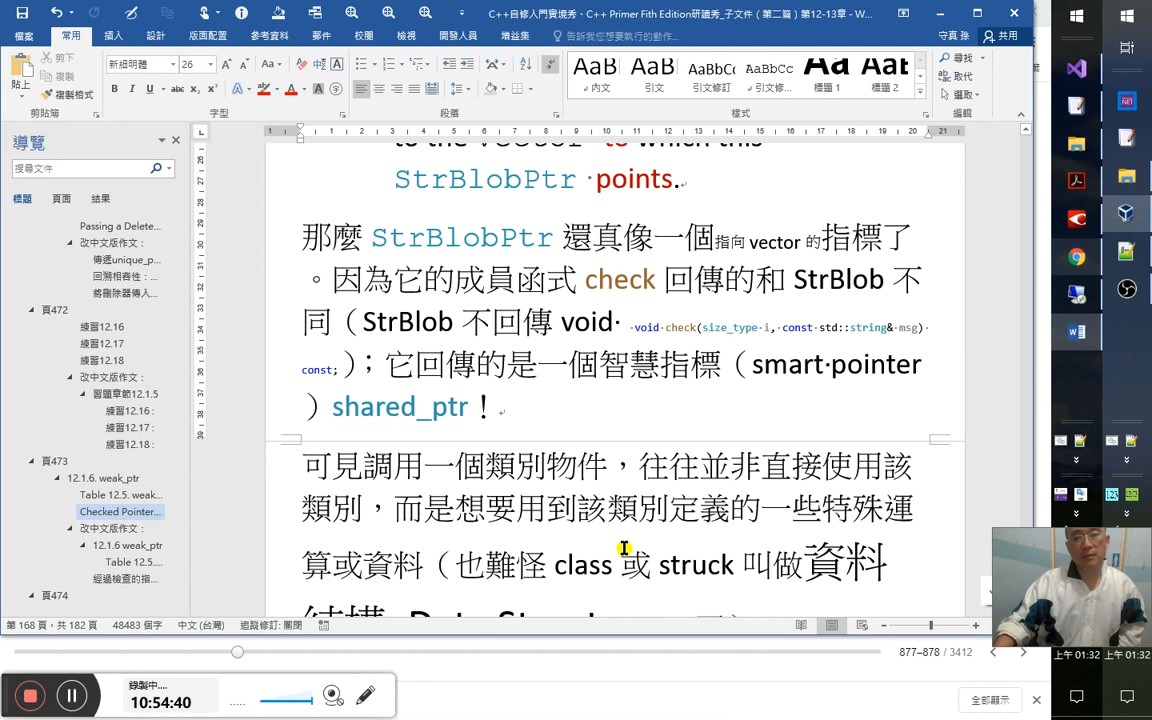 C++自修入門實境秀、C++ Primer Fith Edition研讀秀_子文件（第二篇）第12-13章 - W...
檔案 常用 插入 設計 版面配置 參考資料 郵件 校閱 檢視 開發人員 增益集 告訴我您想要執行的動作... 守真 孫 共用
貼上 剪下 複製 複製格式
新細明體 26
AaB AaB AaBbC AaBbCc Aa AaB
內文 引文 引文修訂 引文修... 標題 1 標題 2
尋找 取代 選取
剪貼簿 字型 段落 樣式 編輯
導覽
搜尋文件
標題 頁面 結果
Passing a Delete...
改中文版作文：
傳遞unique_p...
回溯相容性：...
將刪除器傳入...
頁472
練習12.16
練習12.17
練習12.18
改中文版作文：
習題章節12.1.5
練習12.16：
練習12.17：
練習12.18：
頁473
12.1.6. weak_ptr
Table 12.5. weak...
Checked Pointer...
改中文版作文：
12.1.6 weak_ptr
Table 12.5....
經過檢查的指...
頁474
to the vector to which this
StrBlobPtr points.
那麼 StrBlobPtr 還真像一個指向 vector 的指標了
。因為它的成員函式 check 回傳的和 StrBlob 不
同（StrBlob 不回傳 void· void·check(size_type·i,·const·std::string&·msg)·
const;）；它回傳的是一個智慧指標（smart·pointer
）shared_ptr！
可見調用一個類別物件，往往並非直接使用該
類別，而是想要用到該類別定義的一些特殊運
算或資料（也難怪 class 或 struck 叫做資料
第 168 頁，共 182 頁 48483 個字 中文 (台灣) 追蹤修訂: 關閉
877–878 / 3412
錄製中....
10:54:40
全部顯示
上午 01:32 上午 01:32